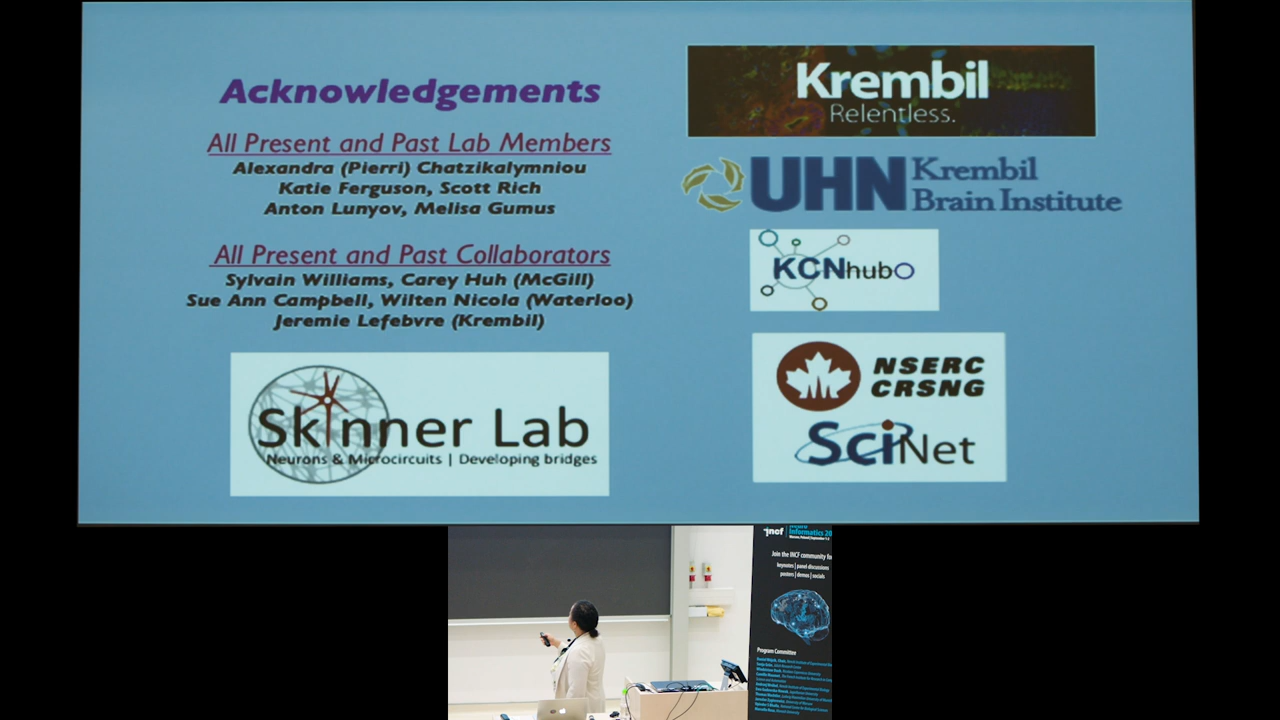 Acknowledgements
All Present and Past Lab Members
Alexandra (Pierri) Chatzikalymniou
Katie Ferguson, Scott Rich
Anton Lunyov, Melisa Gumus
All Present and Past Collaborators
Sylvain Williams, Carey Huh (McGill)
Sue Ann Campbell, Wilten Nicola (Waterloo)
Jeremie Lefebvre (Krembil)
Skinner Lab
Neurons & Microcircuits | Developing bridges
Krembil
Relentless.
UHN Krembil
Brain Institute
KCNhub
NSERC
CRSNG
SciNet
incf
Informatics 20
Join the INCF community for
keynotes | panel discussions
posters | demos | socials
Program Committee